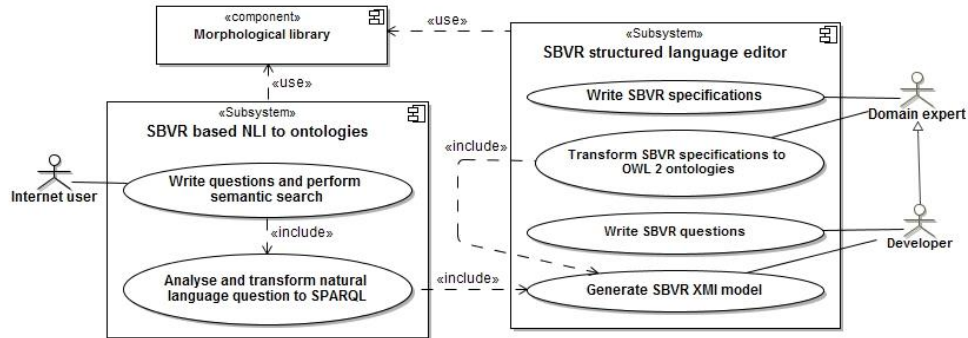 «component»
Morphological library
«use»
«use»
«Subsystem»
SBVR structured language editor
Write SBVR specifications
Domain expert
«include»
Transform SBVR specifications to
OWL 2 ontologies
Write SBVR questions
Developer
Generate SBVR XMI model
«Subsystem»
SBVR based NLI to ontologies
Internet user
Write questions and perform
semantic search
«include»
Analyse and transform natural
language question to SPARQL
«include»